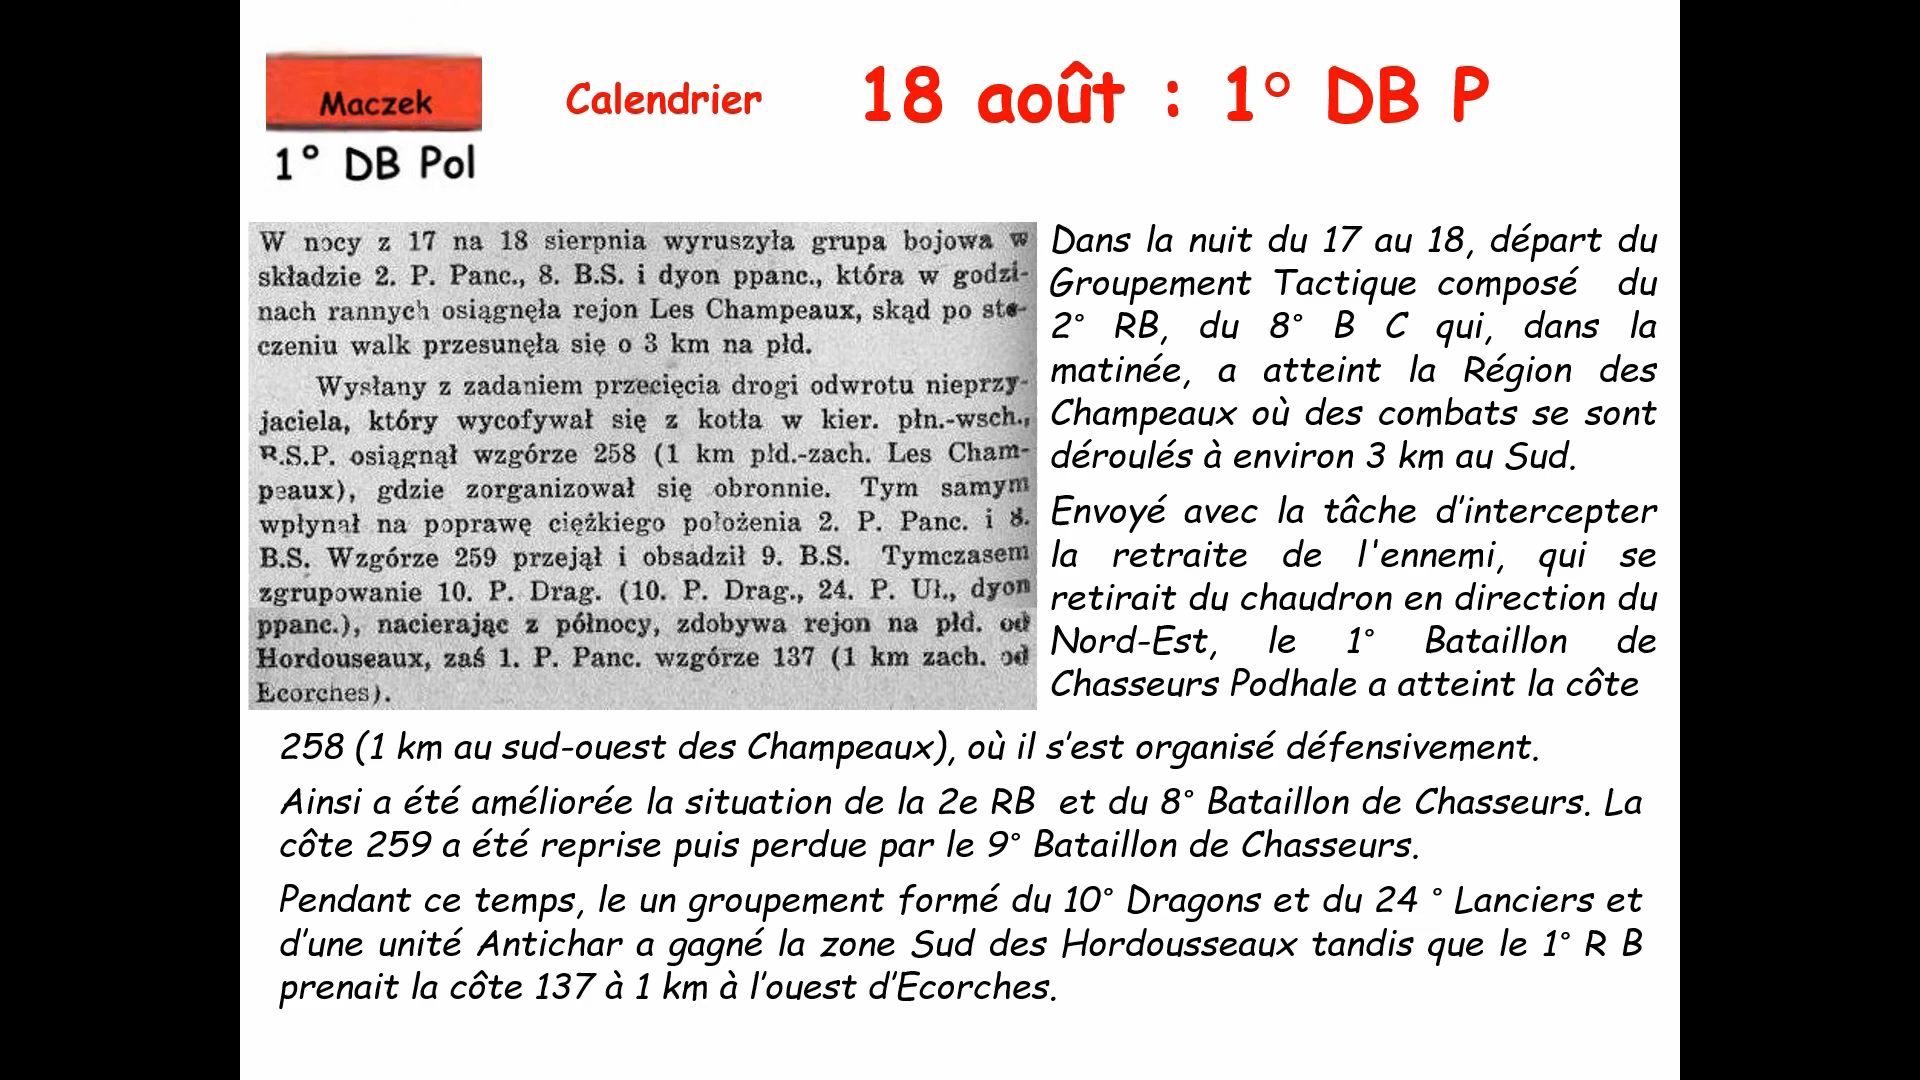 Maczek
1° DB Pol
Calendrier
18 août : 1° DB P
W nocy z 17 na 18 sierpnia wyruszyła grupa bojowa w
składzie 2. P. Panc., 8. B.S. i dyon ppanc., która w godzi-
nach rannych osiągnęła rejon Les Champeaux, skąd po sto-
czeniu walk przesunęła się o 3 km na płd.
Wysłany z zadaniem przecięcia drogi odwrotu nieprzy-
jaciela, który wycofywał się z kotła w kier. płn.-wsch.,
B.S.P. osiągnął wzgórze 258 (1 km płd.-zach. Les Cham-
peaux), gdzie zorganizował się obronnie. Tym samym
wpłynął na poprawę ciężkiego położenia 2. P. Panc. i 8.
B.S. Wzgórze 259 przejął i obsadził 9. B.S. Tymczasem
zgrupowanie 10. P. Drag. (10. P. Drag., 24. P. Uł., dyon
ppanc.), nacierając z północy, zdobywa rejon na płd. od
Hordouseaux, zaś 1. P. Panc. wzgórze 137 (1 km zach. od
Ecorches).
Dans la nuit du 17 au 18, départ du
Groupement Tactique composé du
2° RB, du 8° B C qui, dans la
matinée, a atteint la Région des
Champeaux où des combats se sont
déroulés à environ 3 km au Sud.
Envoyé avec la tâche d’intercepter
la retraite de l'ennemi, qui se
retirait du chaudron en direction du
Nord-Est, le 1° Bataillon de
Chasseurs Podhale a atteint la côte
258 (1 km au sud-ouest des Champeaux), où il s’est organisé défensivement.
Ainsi a été améliorée la situation de la 2e RB et du 8° Bataillon de Chasseurs. La
côte 259 a été reprise puis perdue par le 9° Bataillon de Chasseurs.
Pendant ce temps, le un groupement formé du 10° Dragons et du 24 ° Lanciers et
d’une unité Antichar a gagné la zone Sud des Hordousseaux tandis que le 1° R B
prenait la côte 137 à 1 km à l’ouest d’Ecorches.